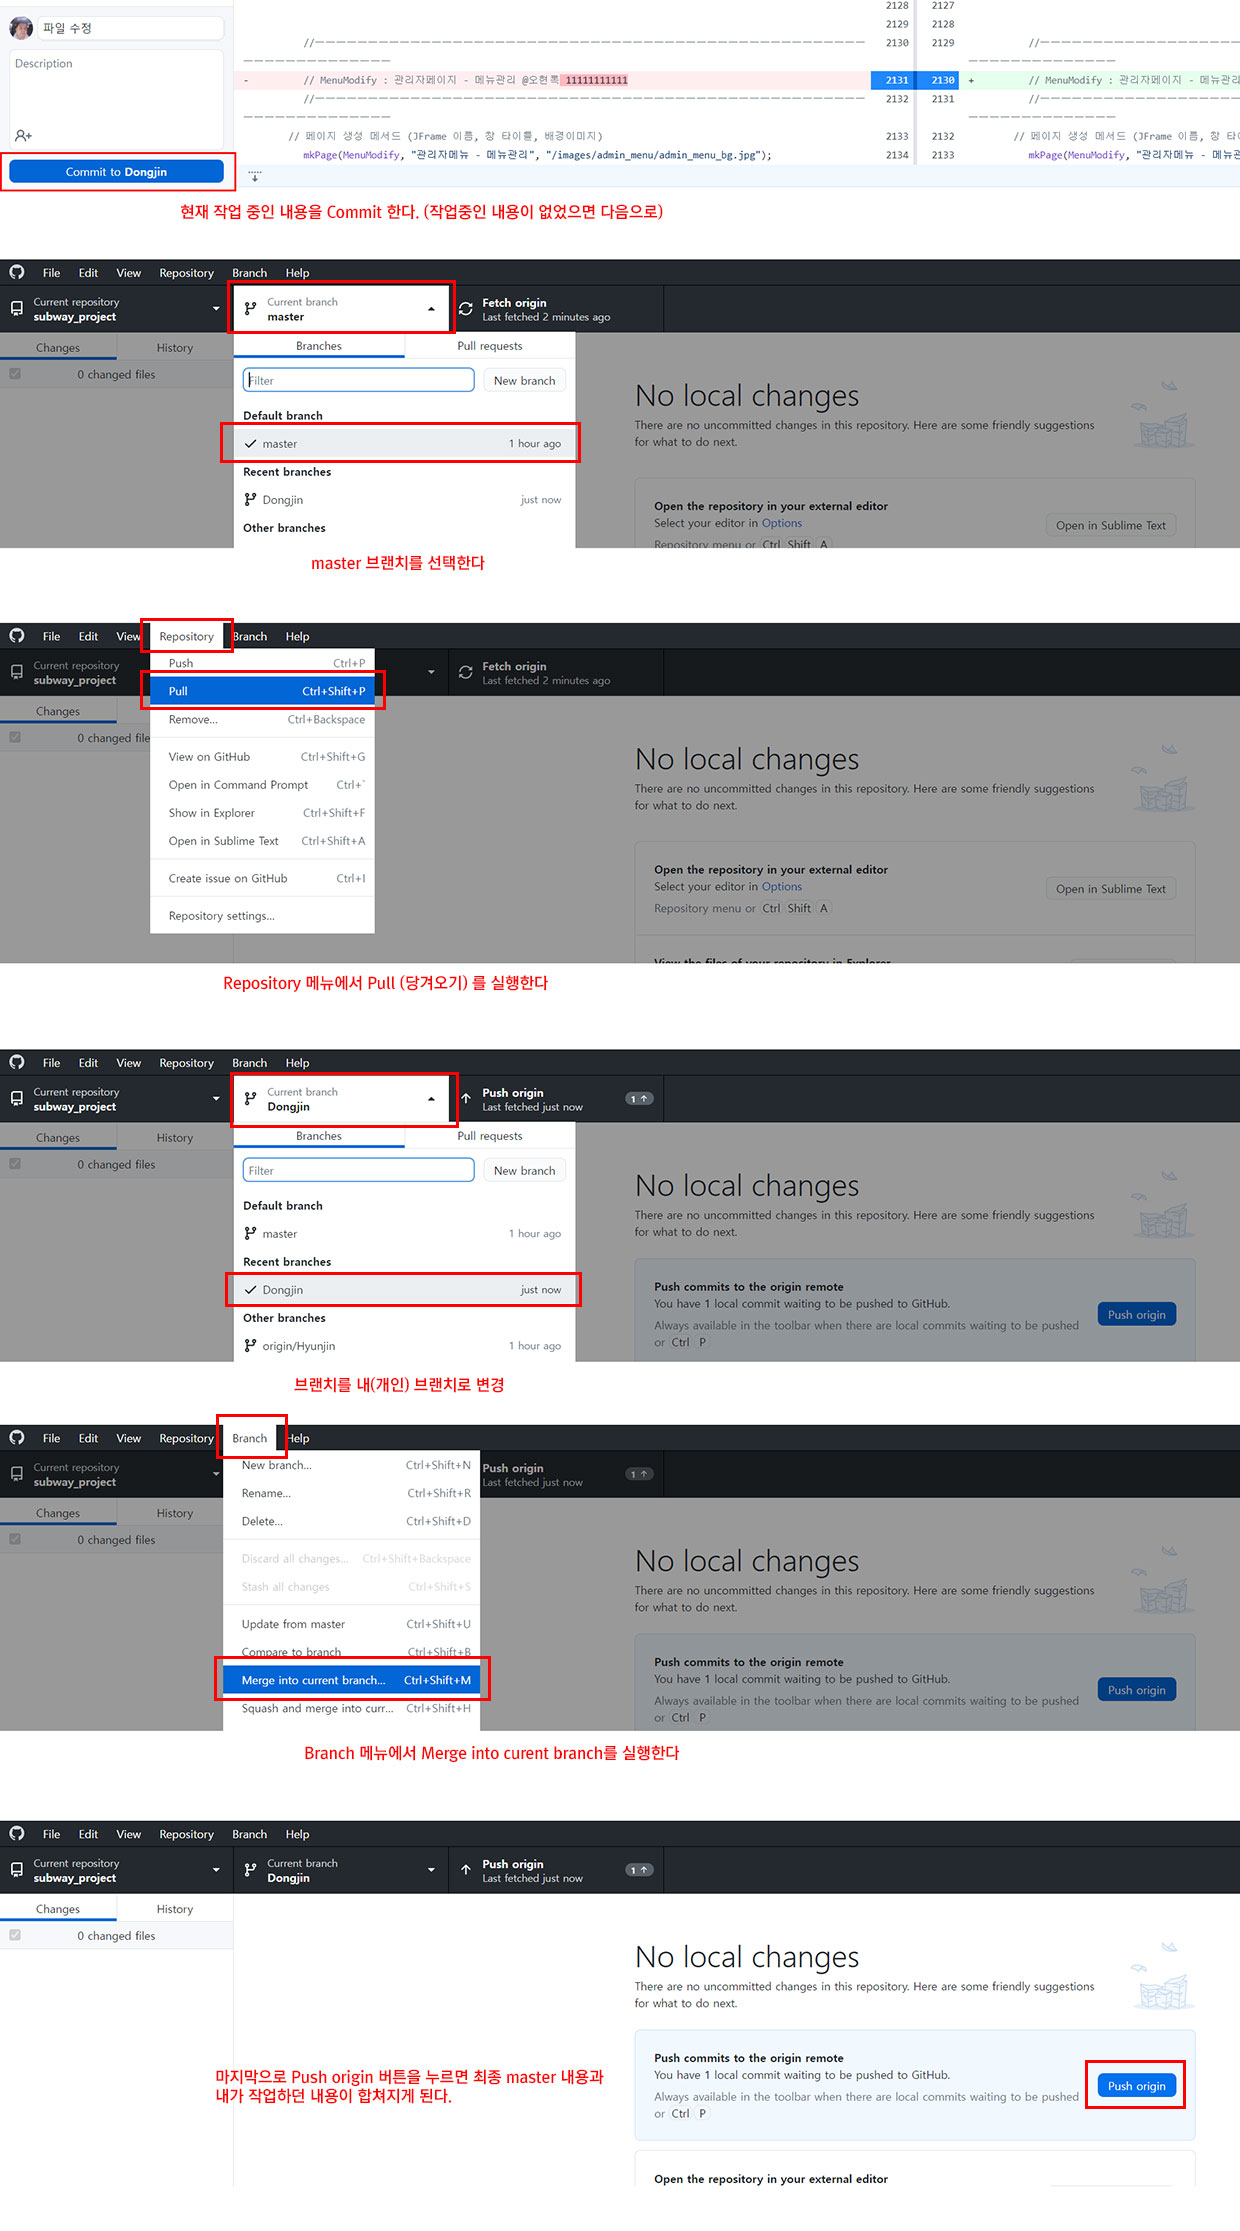 2128 2127
파일 수정
2129 2128
//—————————————————————————————— 2130 2129 //——————————————
Description
———————————————
- // MenuModify : 관리자페이지 - 메뉴관리 @오현록 11111111111 2131 2130 + // MenuModify : 관리자페이지 - 메뉴관리
//—————————————————————————————— 2132 2131 //——————————————
———————————————
// 페이지 생성 메서드 (JFrame 이름, 창 타이틀, 배경이미지) 2133 2132 // 페이지 생성 메서드 (JFrame 이름, 창 타
mkPage(MenuModify, "관리자메뉴 - 메뉴관리", "/images/admin_menu/admin_menu_bg.jpg"); 2134 2133 mkPage(MenuModify, "관리자메뉴 - 메뉴관
Commit to Dongjin
현재 작업 중인 내용을 Commit 한다. (작업중인 내용이 없었으면 다음으로)
File Edit View Repository Branch Help
Current repository
subway_project
Current branch
master
Fetch origin
Last fetched 2 minutes ago
Changes History
Branches Pull requests
0 changed files
Filter New branch
Default branch
master 1 hour ago
Recent branches
Dongjin just now
Other branches
No local changes
There are no uncommitted changes in this repository. Here are some friendly suggestions
for what to do next.
Open the repository in your external editor
Select your editor in Options
Repository menu or Ctrl Shift A
Open in Sublime Text
master 브랜치를 선택한다
File Edit View Repository Branch Help
Current repository
subway_project
Fetch origin
Last fetched 2 minutes ago
Changes
0 changed file
Push Ctrl+P
Pull Ctrl+Shift+P
Remove... Ctrl+Backspace
View on GitHub Ctrl+Shift+G
Open in Command Prompt Ctrl+`
Show in Explorer Ctrl+Shift+F
Open in Sublime Text Ctrl+Shift+A
Create issue on GitHub Ctrl+I
Repository settings...
No local changes
There are no uncommitted changes in this repository. Here are some friendly suggestions
for what to do next.
Open the repository in your external editor
Select your editor in Options
Repository menu or Ctrl Shift A
Open in Sublime Text
View the files of your repository in Explorer
Repository 메뉴에서 Pull (당겨오기) 를 실행한다
File Edit View Repository Branch Help
Current repository
subway_project
Current branch
Dongjin
Push origin
Last fetched just now
1
Changes History
Branches Pull requests
0 changed files
Filter New branch
Default branch
master 1 hour ago
Recent branches
Dongjin just now
Other branches
origin/Hyunjin 1 hour ago
No local changes
There are no uncommitted changes in this repository. Here are some friendly suggestions
for what to do next.
Push commits to the origin remote
You have 1 local commit waiting to be pushed to GitHub.
Always available in the toolbar when there are local commits waiting to be pushed
or Ctrl P
Push origin
브랜치를 내(개인) 브랜치로 변경
File Edit View Repository Branch Help
Current repository
subway_project
Push origin
Last fetched just now
1
Changes History
0 changed files
New branch... Ctrl+Shift+N
Rename... Ctrl+Shift+R
Delete... Ctrl+Shift+D
Discard all changes... Ctrl+Shift+Backspace
Stash all changes Ctrl+Shift+S
Update from master Ctrl+Shift+U
Compare to branch Ctrl+Shift+B
Merge into current branch... Ctrl+Shift+M
Squash and merge into curr... Ctrl+Shift+H
No local changes
There are no uncommitted changes in this repository. Here are some friendly suggestions
for what to do next.
Push commits to the origin remote
You have 1 local commit waiting to be pushed to GitHub.
Always available in the toolbar when there are local commits waiting to be pushed
or Ctrl P
Push origin
Branch 메뉴에서 Merge into curent branch를 실행한다
File Edit View Repository Branch Help
Current repository
subway_project
Current branch
Dongjin
Push origin
Last fetched just now
1
Changes History
0 changed files
No local changes
There are no uncommitted changes in this repository. Here are some friendly suggestions
for what to do next.
Push commits to the origin remote
You have 1 local commit waiting to be pushed to GitHub.
Always available in the toolbar when there are local commits waiting to be pushed
or Ctrl P
Push origin
마지막으로 Push origin 버튼을 누르면 최종 master 내용과
내가 작업하던 내용이 합쳐지게 된다.
Open the repository in your external editor